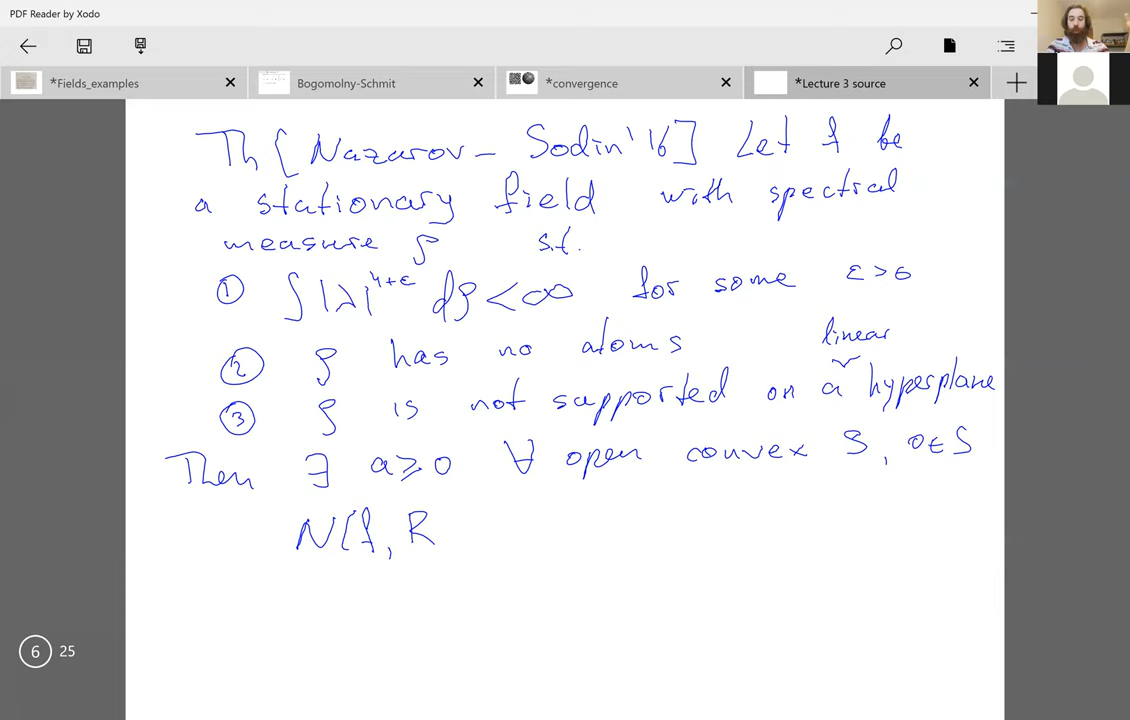 PDF Reader by Xodo
*Fields_examples
Bogomolny-Schmit
*convergence
*Lecture 3 source
Th [Nazarov - Sodin '16] Let f be
a stationary field with spectral
measure ρ s.t.
① ∫ |λ|^{4+ε} dρ < ∞ for some ε > 0
② ρ has no atoms
linear
③ ρ is not supported on a hyperplane
Then ∃ a ≥ 0 ∀ open convex S, 0 ∈ S
N(f, R
6 25